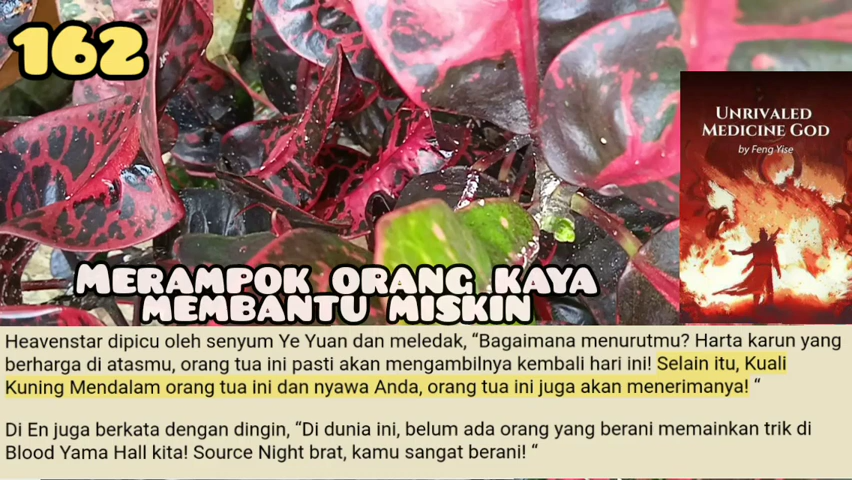 162
UNRIVALED
MEDICINE GOD
by Feng Yise
MERAMPOK ORANG KAYA
MEMBANTU MISKIN
Heavenstar dipicu oleh senyum Ye Yuan dan meledak, “Bagaimana menurutmu? Harta karun yang
berharga di atasmu, orang tua ini pasti akan mengambilnya kembali hari ini! Selain itu, Kuali
Kuning Mendalam orang tua ini dan nyawa Anda, orang tua ini juga akan menerimanya! “
Di En juga berkata dengan dingin, “Di dunia ini, belum ada orang yang berani memainkan trik di
Blood Yama Hall kita! Source Night brat, kamu sangat berani! “